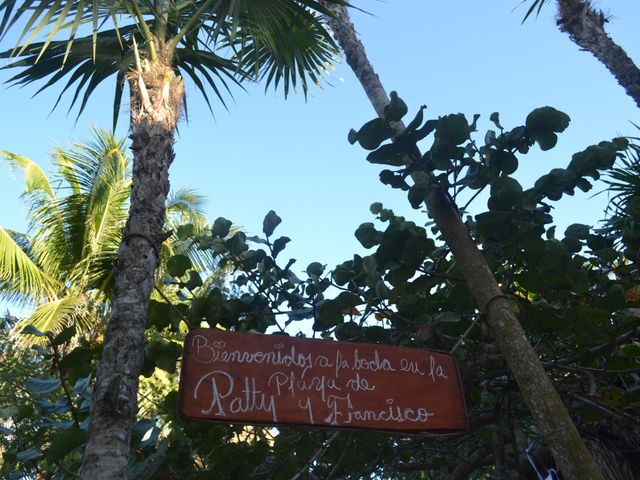 Bienvenidos a la boda en la
Playa de
Patty y Francisco